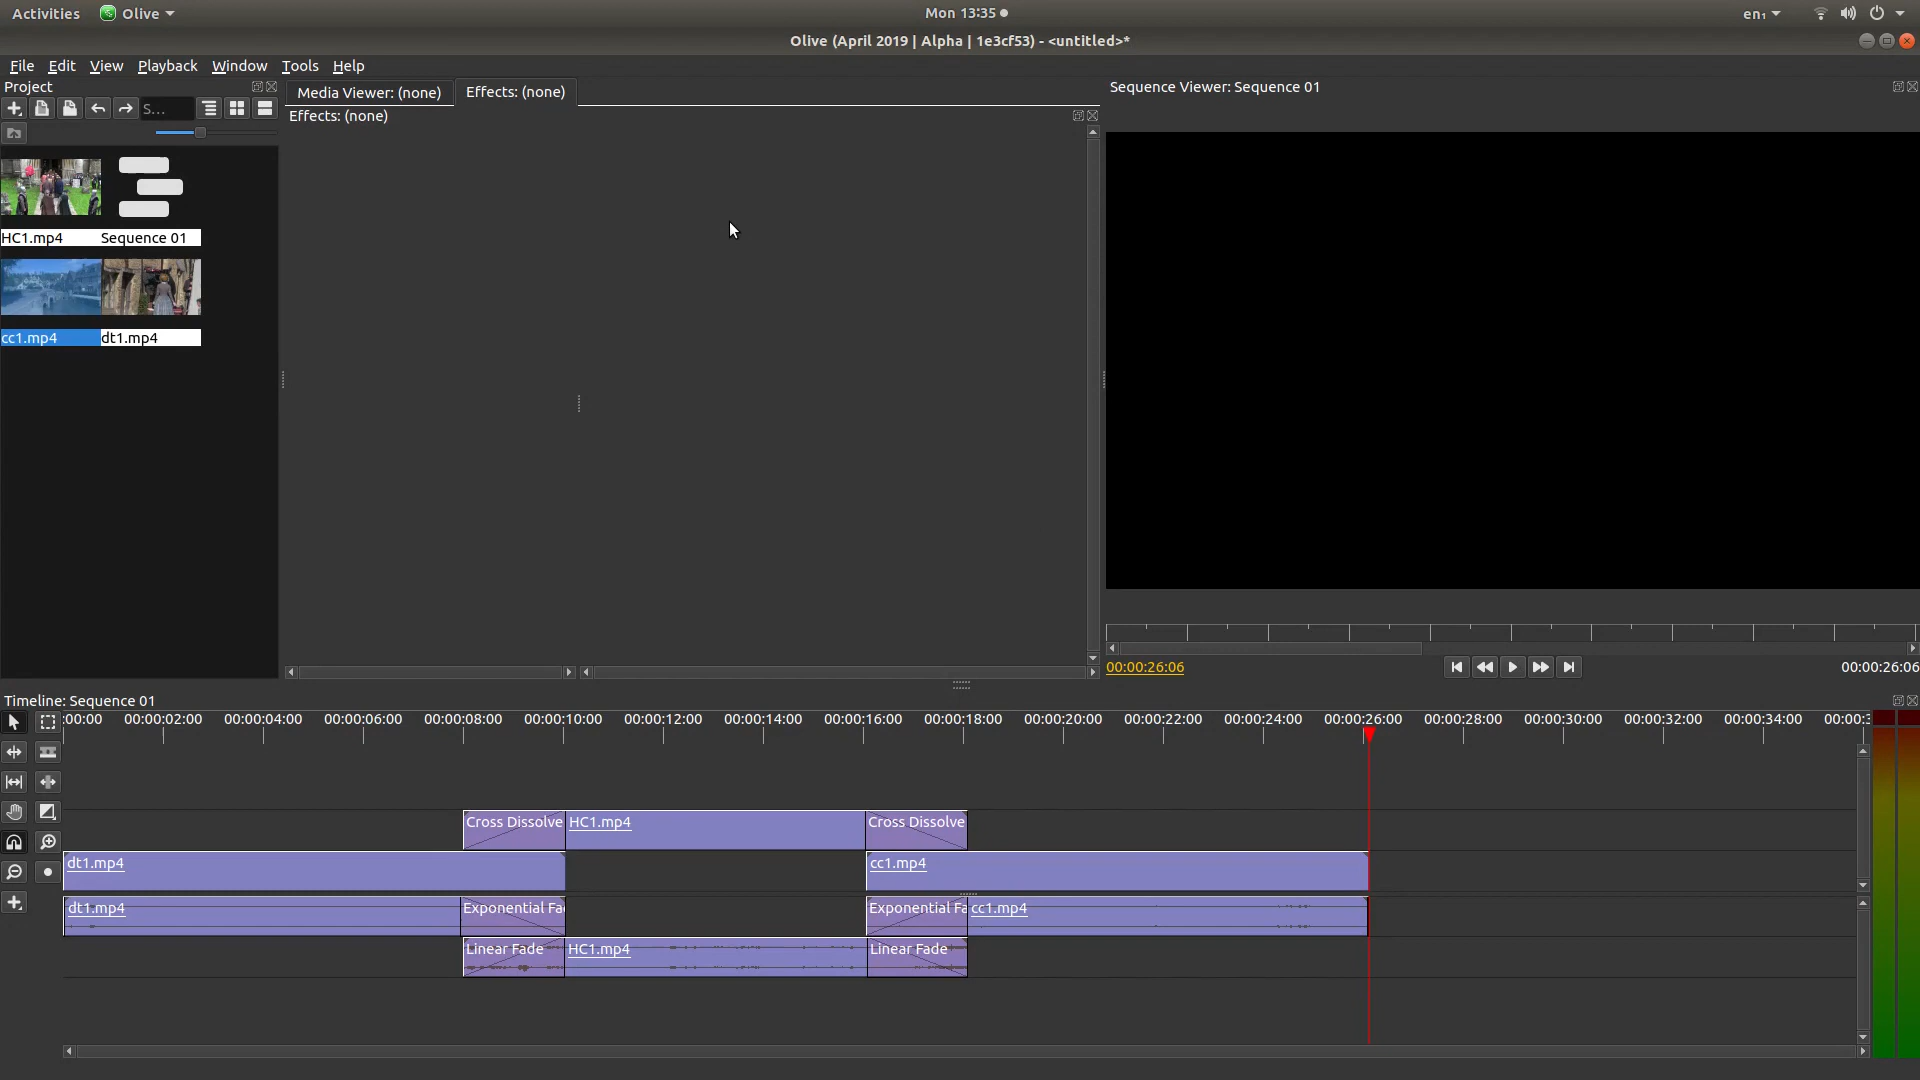 Activities Olive Mon 13:35 en₁
Olive (April 2019 | Alpha | 1e3cf53) - <untitled>*
File Edit View Playback Window Tools Help
Project
Media Viewer: (none) Effects: (none)
Sequence Viewer: Sequence 01
S...
Effects: (none)
HC1.mp4 Sequence 01
cc1.mp4 dt1.mp4
00:00:26:06 00:00:26:06
Timeline: Sequence 01
:00:00 00:00:02:00 00:00:04:00 00:00:06:00 00:00:08:00 00:00:10:00 00:00:12:00 00:00:14:00 00:00:16:00 00:00:18:00 00:00:20:00 00:00:22:00 00:00:24:00 00:00:26:00 00:00:28:00 00:00:30:00 00:00:32:00 00:00:34:00 00:00:3
Cross Dissolve HC1.mp4 Cross Dissolve
dt1.mp4 cc1.mp4
dt1.mp4 Exponential Fa Exponential Fa cc1.mp4
Linear Fade HC1.mp4 Linear Fade